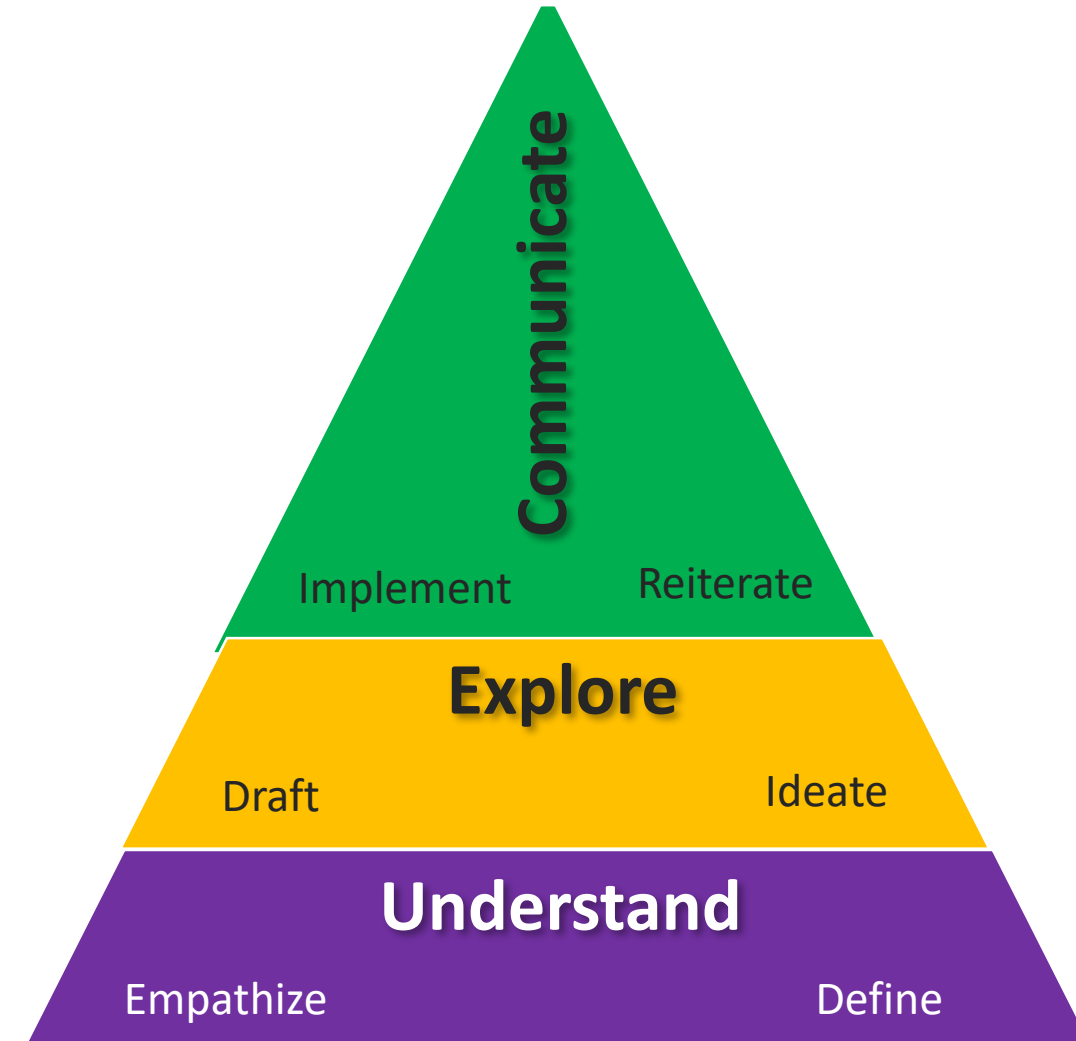 Communicate
Implement Reiterate
Explore
Draft Ideate
Understand
Empathize Define